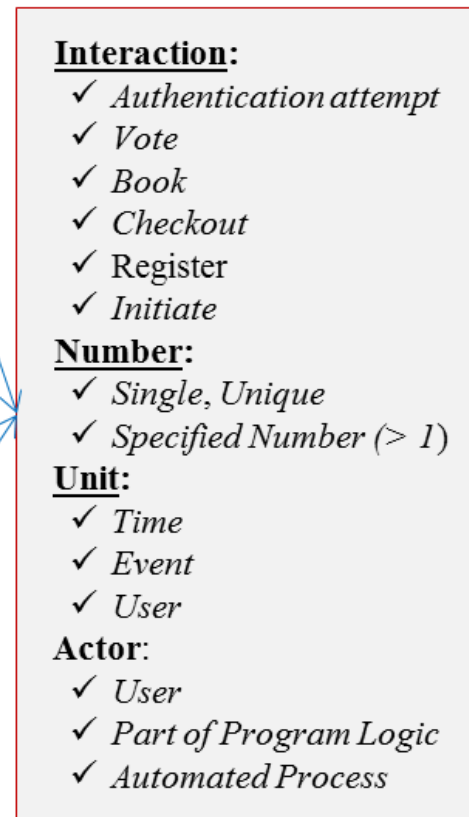 Interaction:
✓ Authentication attempt
✓ Vote
✓ Book
✓ Checkout
✓ Register
✓ Initiate
Number:
✓ Single, Unique
✓ Specified Number (> 1)
Unit:
✓ Time
✓ Event
✓ User
Actor:
✓ User
✓ Part of Program Logic
✓ Automated Process